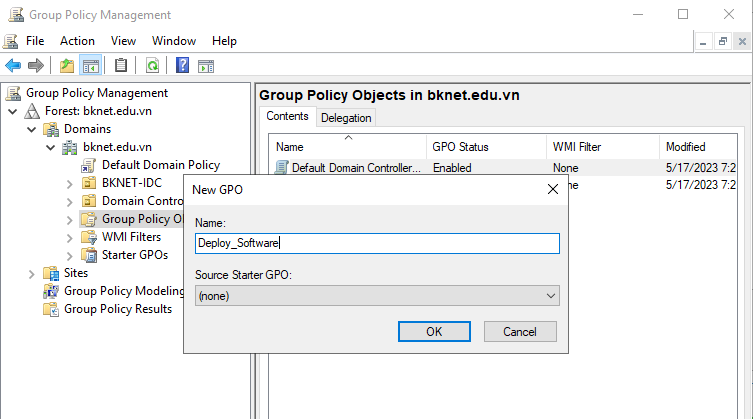 Group Policy Management
File Action View Window Help
Group Policy Management
Forest: bknet.edu.vn
Domains
bknet.edu.vn
Default Domain Policy
BKNET-IDC
Domain Contro
Group Policy Ob
WMI Filters
Starter GPOs
Sites
Group Policy Modeling
Group Policy Results
Group Policy Objects in bknet.edu.vn
Contents Delegation
Name GPO Status WMI Filter Modified
Default Domain Controller... Enabled None 5/17/2023 7:2
5/17/2023 7:2
New GPO
Name:
Deploy_Software
Source Starter GPO:
(none)
OK Cancel